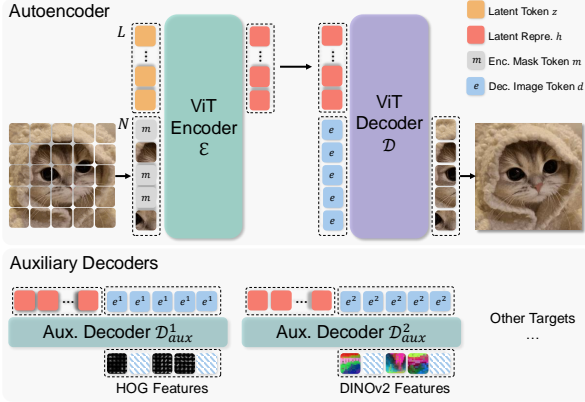 Autoencoder
L
Latent Token z
Latent Repre. h
m Enc. Mask Token m
e Dec. Image Token d
N
m
m
m
ViT
Encoder
ℰ
e
e
e
e
e
ViT
Decoder
𝒟
Auxiliary Decoders
... e¹ e¹ e¹ e¹ e¹
Aux. Decoder 𝒟¹aux
HOG Features
... e² e² e² e² e²
Aux. Decoder 𝒟²aux
DINOv2 Features
Other Targets
...